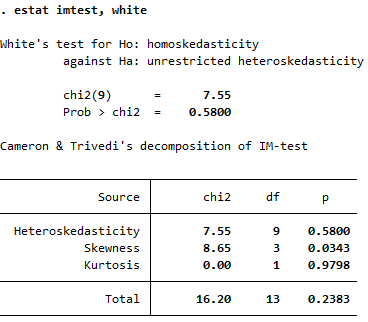 . estat imtest, white
White's test for Ho: homoskedasticity
against Ha: unrestricted heteroskedasticity
chi2(9) = 7.55
Prob > chi2 = 0.5800
Cameron & Trivedi's decomposition of IM-test
Source chi2 df p
Heteroskedasticity 7.55 9 0.5800
Skewness 8.65 3 0.0343
Kurtosis 0.00 1 0.9798
Total 16.20 13 0.2383